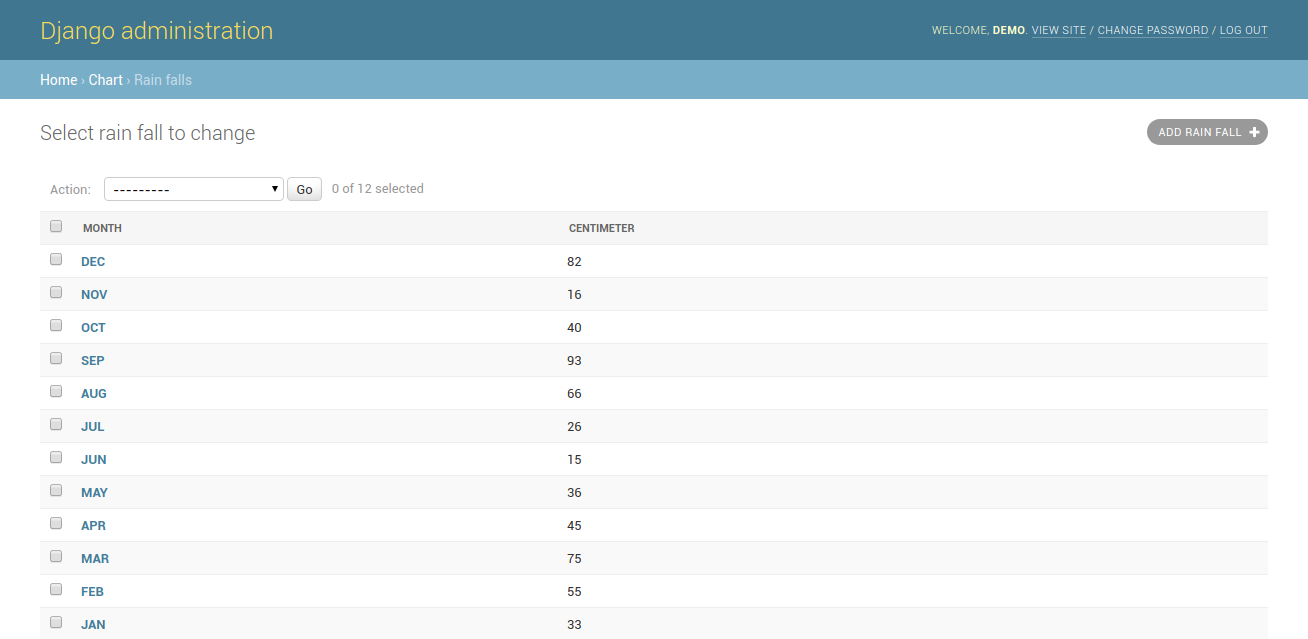 Django administration
WELCOME, DEMO. VIEW SITE / CHANGE PASSWORD / LOG OUT
Home › Chart › Rain falls
Select rain fall to change
ADD RAIN FALL +
Action: --------- Go 0 of 12 selected
MONTH CENTIMETER
DEC 82
NOV 16
OCT 40
SEP 93
AUG 66
JUL 26
JUN 15
MAY 36
APR 45
MAR 75
FEB 55
JAN 33